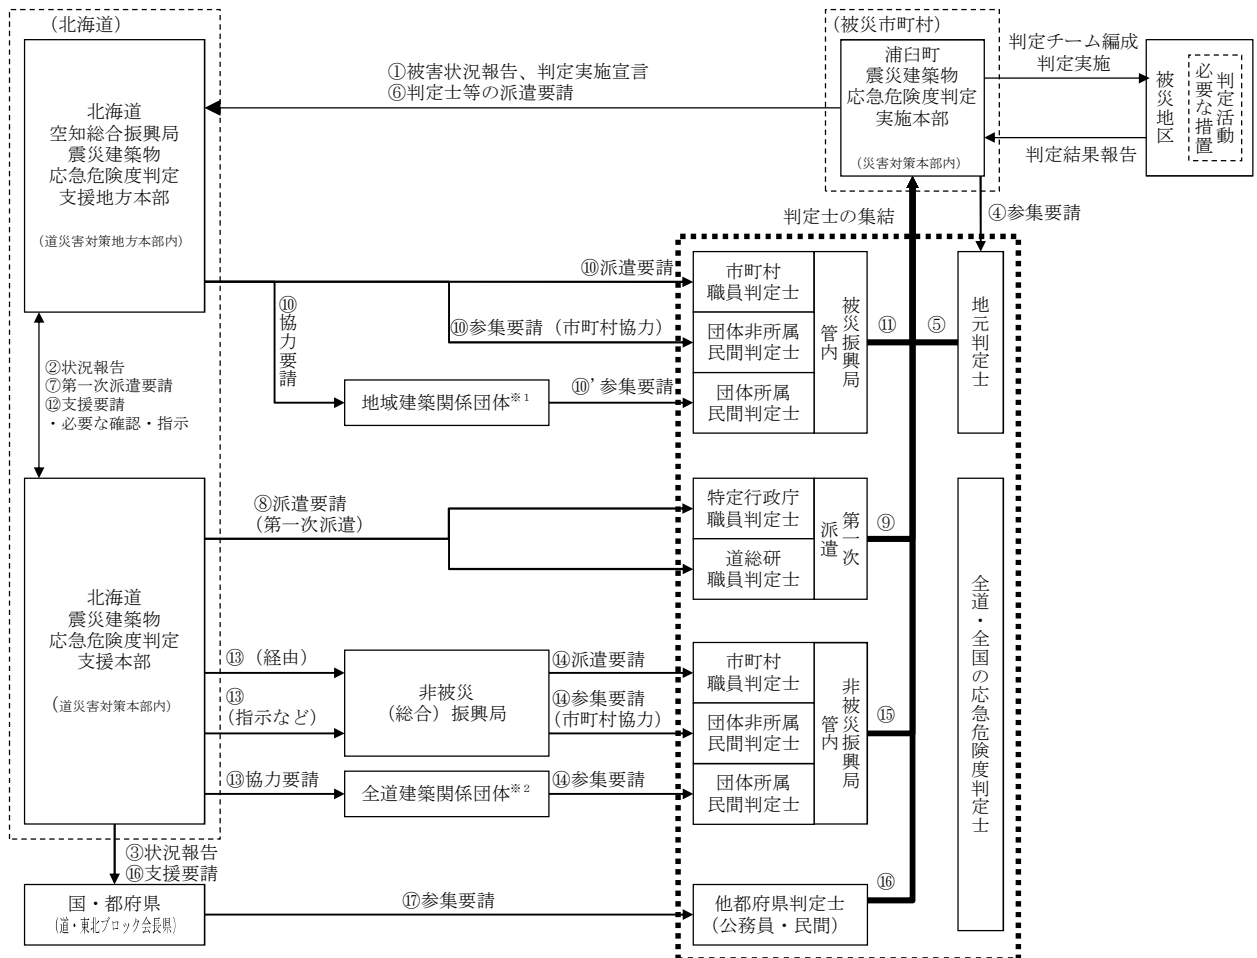 (北海道)
(被災市町村)
北海道
空知総合振興局
震災建築物
応急危険度判定
支援地方本部
(道災害対策地方本部内)
①被害状況報告、判定実施宣言
⑥判定士等の派遣要請
浦臼町
震災建築物
応急危険度判定
実施本部
(災害対策本部内)
判定チーム編成
判定実施
判定結果報告
被災地区
判定活動
必要な措置
④参集要請
判定士の集結
⑩派遣要請
⑩協力要請
⑩参集要請(市町村協力)
⑩’参集要請
地域建築関係団体※1
市町村
職員判定士
団体非所属
民間判定士
団体所属
民間判定士
被災振興局
管内
⑪
⑤
地元判定士
②状況報告
⑦第一次派遣要請
⑫支援要請
・必要な確認・指示
北海道
震災建築物
応急危険度判定
支援本部
(道災害対策本部内)
⑧派遣要請
(第一次派遣)
特定行政庁
職員判定士
道総研
職員判定士
第一次
派遣
⑨
全道・全国の応急危険度判定士
⑬(経由)
⑬
(指示など)
非被災
(総合)振興局
⑭派遣要請
⑭参集要請
(市町村協力)
市町村
職員判定士
団体非所属
民間判定士
団体所属
民間判定士
非被災振興局
管内
⑮
⑬協力要請
全道建築関係団体※2
⑭参集要請
③状況報告
⑯支援要請
国・都府県
(道・東北ブロック会長県)
⑰参集要請
他都府県判定士
(公務員・民間)
⑯